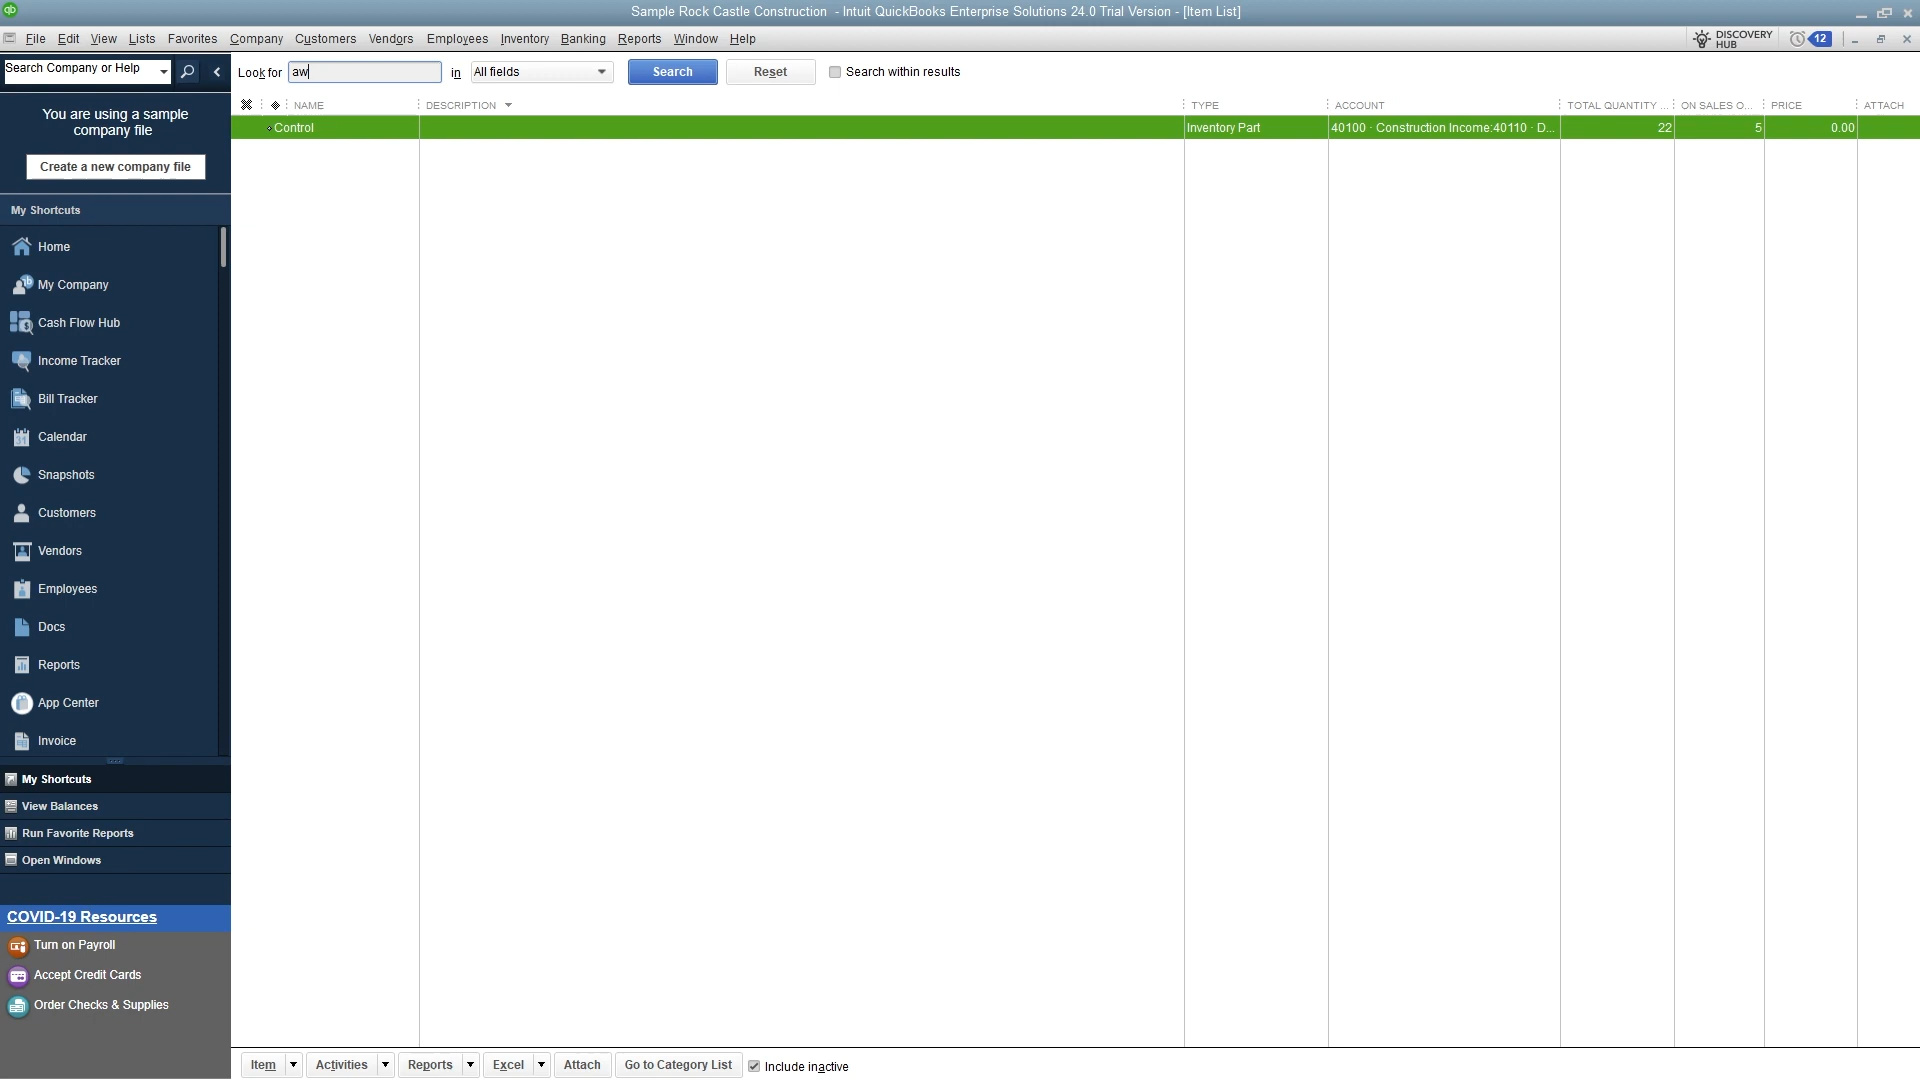 Sample Rock Castle Construction - Intuit QuickBooks Enterprise Solutions 24.0 Trial Version - [Item List]
File Edit View Lists Favorites Company Customers Vendors Employees Inventory Banking Reports Window Help
DISCOVERY HUB 12
Search Company or Help
Look for aw in All fields Search Reset Search within results
NAME DESCRIPTION TYPE ACCOUNT TOTAL QUANTITY ... ON SALES O... PRICE ATTACH
Control Inventory Part 40100 · Construction Income:40110 · D... 22 5 0.00
You are using a sample
company file
Create a new company file
My Shortcuts
Home
My Company
Cash Flow Hub
Income Tracker
Bill Tracker
31 Calendar
Snapshots
Customers
Vendors
Employees
Docs
Reports
App Center
Invoice
My Shortcuts
View Balances
Run Favorite Reports
Open Windows
COVID-19 Resources
Turn on Payroll
Accept Credit Cards
Order Checks & Supplies
Item Activities Reports Excel Attach Go to Category List Include inactive